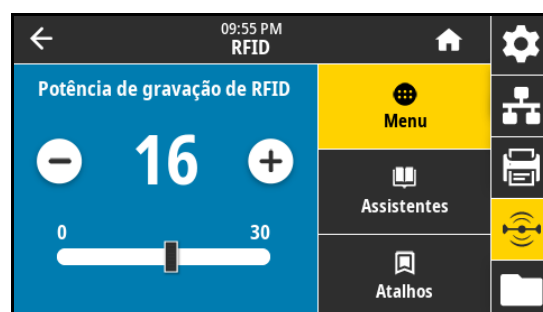 09:55 PM
RFID
Potência de gravação de RFID
16
0
30
Menu
Assistentes
Atalhos